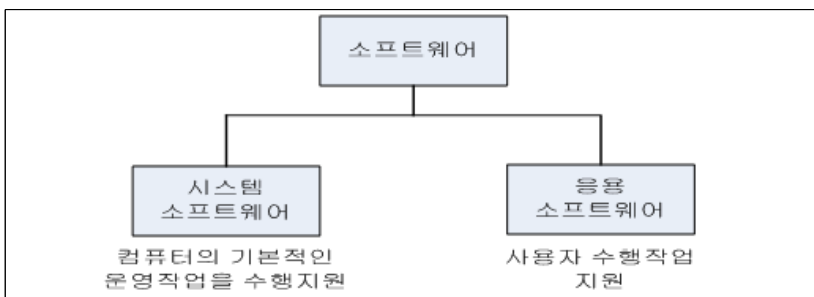 소프트웨어
시스템
소프트웨어
응용
소프트웨어
컴퓨터의 기본적인
운영작업을 수행지원
사용자 수행작업
지원